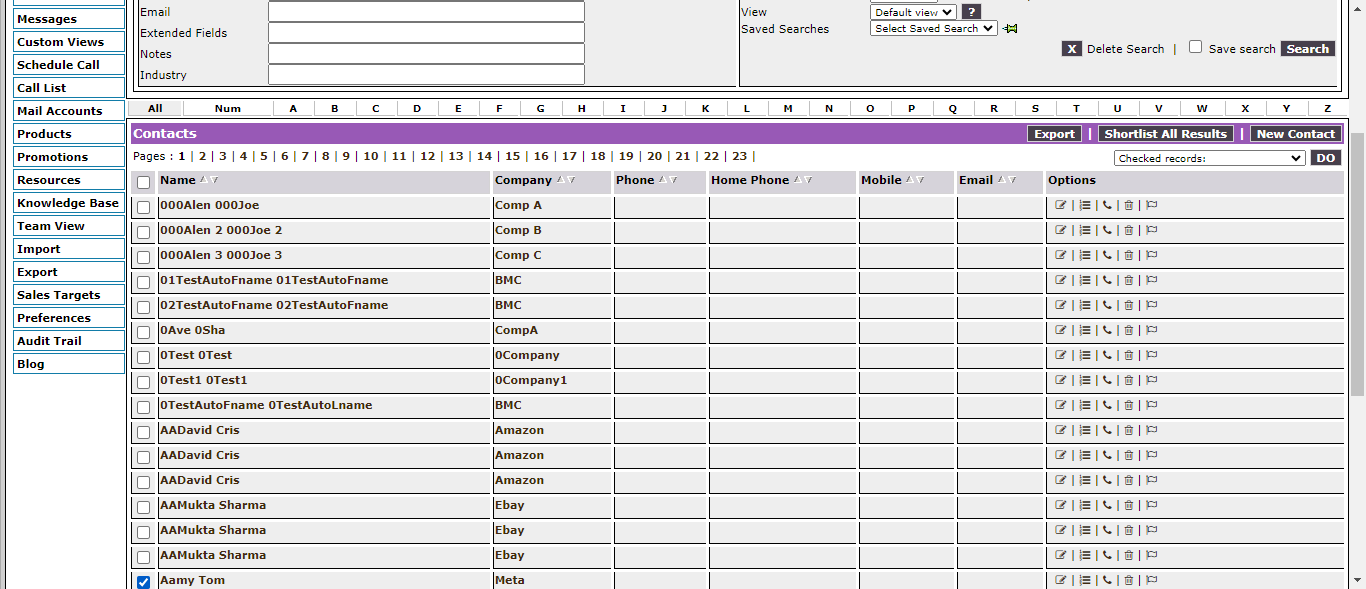 Messages
Custom Views
Schedule Call
Call List
Mail Accounts
Products
Promotions
Resources
Knowledge Base
Team View
Import
Export
Sales Targets
Preferences
Audit Trail
Blog
Email
Extended Fields
Notes
Industry
View Default view ?
Saved Searches Select Saved Search
X Delete Search | Save search Search
All Num A B C D E F G H I J K L M N O P Q R S T U V W X Y Z
Contacts Export | Shortlist All Results | New Contact
Pages : 1 | 2 | 3 | 4 | 5 | 6 | 7 | 8 | 9 | 10 | 11 | 12 | 13 | 14 | 15 | 16 | 17 | 18 | 19 | 20 | 21 | 22 | 23 |
Checked records: DO
Name Company Phone Home Phone Mobile Email Options
000Alen 000Joe Comp A | | | |
000Alen 2 000Joe 2 Comp B | | | |
000Alen 3 000Joe 3 Comp C | | | |
01TestAutoFname 01TestAutoFname BMC | | | |
02TestAutoFname 02TestAutoFname BMC | | | |
0Ave 0Sha CompA | | | |
0Test 0Test 0Company | | | |
0Test1 0Test1 0Company1 | | | |
0TestAutoFname 0TestAutoLname BMC | | | |
AADavid Cris Amazon | | | |
AADavid Cris Amazon | | | |
AADavid Cris Amazon | | | |
AAMukta Sharma Ebay | | | |
AAMukta Sharma Ebay | | | |
AAMukta Sharma Ebay | | | |
Aamy Tom Meta | | | |